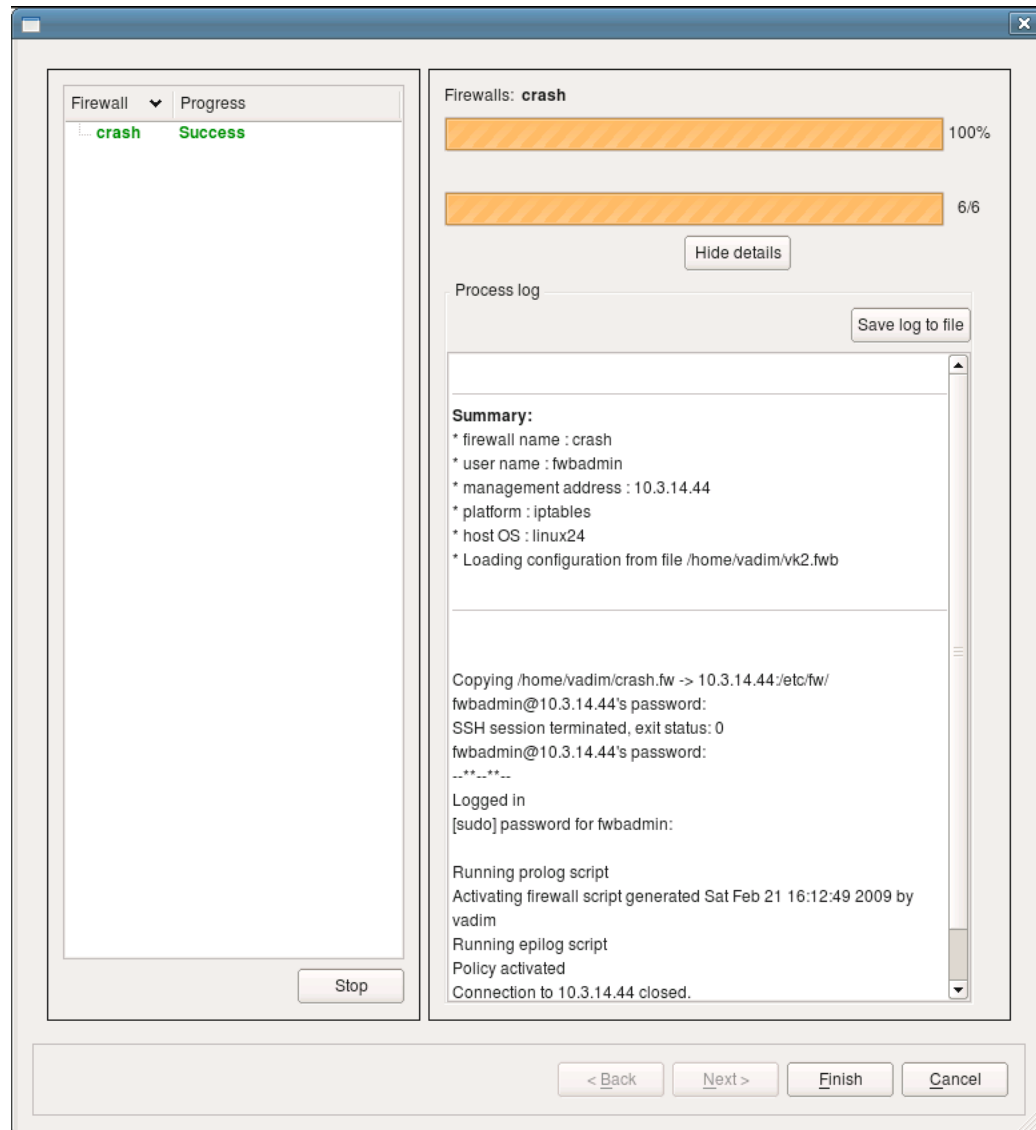 Firewall Progress
crash Success
Stop
Firewalls: crash
100%
6/6
Hide details
Process log
Save log to file
Summary:
* firewall name : crash
* user name : fwbadmin
* management address : 10.3.14.44
* platform : iptables
* host OS : linux24
* Loading configuration from file /home/vadim/vk2.fwb
Copying /home/vadim/crash.fw -> 10.3.14.44:/etc/fw/
fwbadmin@10.3.14.44's password:
SSH session terminated, exit status: 0
fwbadmin@10.3.14.44's password:
--**--**--
Logged in
[sudo] password for fwbadmin:
Running prolog script
Activating firewall script generated Sat Feb 21 16:12:49 2009 by
vadim
Running epilog script
Policy activated
Connection to 10.3.14.44 closed.
< Back Next > Finish Cancel